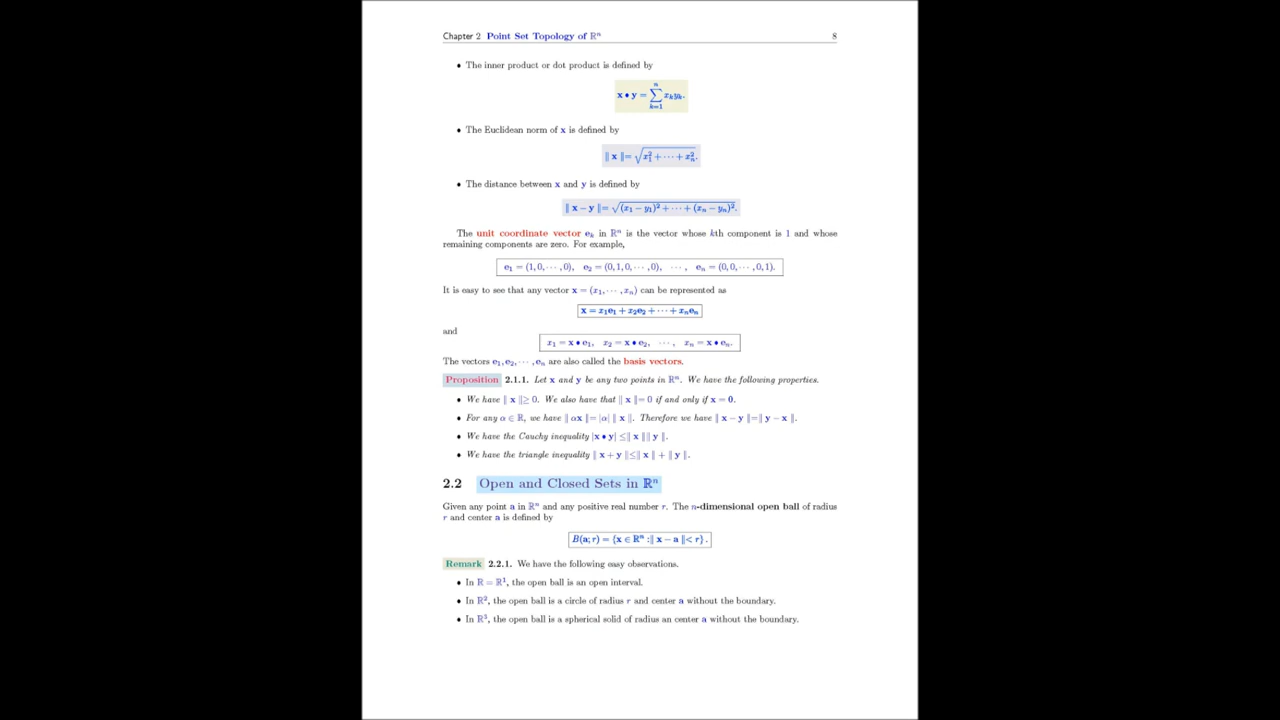 Chapter 2 Point Set Topology of ℝⁿ 8
• The inner product or dot product is defined by
x • y = ∑ₖ₌₁ⁿ xₖyₖ.
• The Euclidean norm of x is defined by
‖ x ‖= √(x₁² + ⋯ + xₙ²).
• The distance between x and y is defined by
‖ x − y ‖= √((x₁ − y₁)² + ⋯ + (xₙ − yₙ)²).
The unit coordinate vector eₖ in ℝⁿ is the vector whose kth component is 1 and whose
remaining components are zero. For example,
e₁ = (1, 0, ⋯ , 0), e₂ = (0, 1, 0, ⋯ , 0), ⋯ , eₙ = (0, 0, ⋯ , 0, 1).
It is easy to see that any vector x = (x₁, ⋯ , xₙ) can be represented as
x = x₁e₁ + x₂e₂ + ⋯ + xₙeₙ
and
x₁ = x • e₁, x₂ = x • e₂, ⋯ , xₙ = x • eₙ.
The vectors e₁, e₂, ⋯ , eₙ are also called the basis vectors.
Proposition 2.1.1. Let x and y be any two points in ℝⁿ. We have the following properties.
• We have ‖ x ‖≥ 0. We also have that ‖ x ‖= 0 if and only if x = 0.
• For any α ∈ ℝ, we have ‖ αx ‖= |α| ‖ x ‖. Therefore we have ‖ x − y ‖=‖ y − x ‖.
• We have the Cauchy inequality |x • y| ≤‖ x ‖‖ y ‖.
• We have the triangle inequality ‖ x + y ‖≤‖ x ‖ + ‖ y ‖.
2.2 Open and Closed Sets in ℝⁿ
Given any point a in ℝⁿ and any positive real number r. The n-dimensional open ball of radius
r and center a is defined by
B(a; r) = {x ∈ ℝⁿ :‖ x − a ‖< r} .
Remark 2.2.1. We have the following easy observations.
• In ℝ = ℝ¹, the open ball is an open interval.
• In ℝ², the open ball is a circle of radius r and center a without the boundary.
• In ℝ³, the open ball is a spherical solid of radius an center a without the boundary.